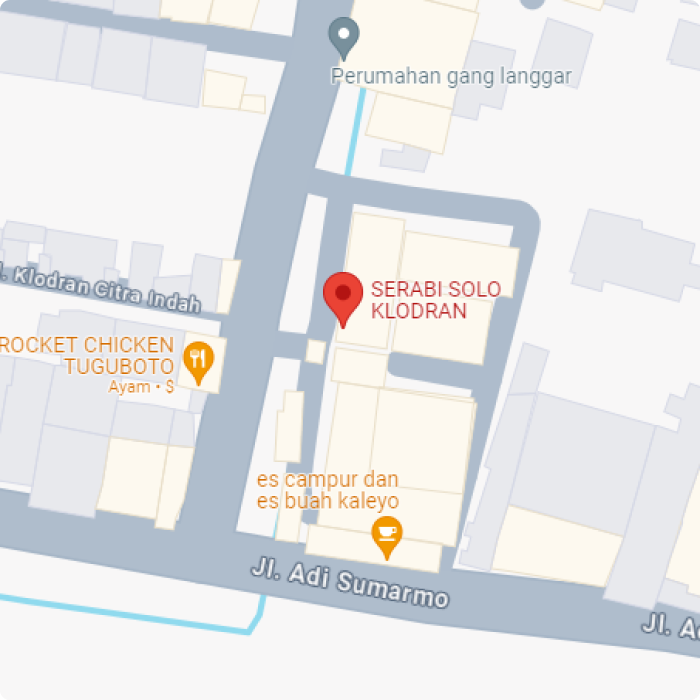 Perumahan gang langgar
SERABI SOLO
KLODRAN
Klodran Citra Indah
ROCKET CHICKEN
TUGUBOTO
Ayam • $
es campur dan
es buah kaleyo
Jl. Adi Sumarmo
Jl.